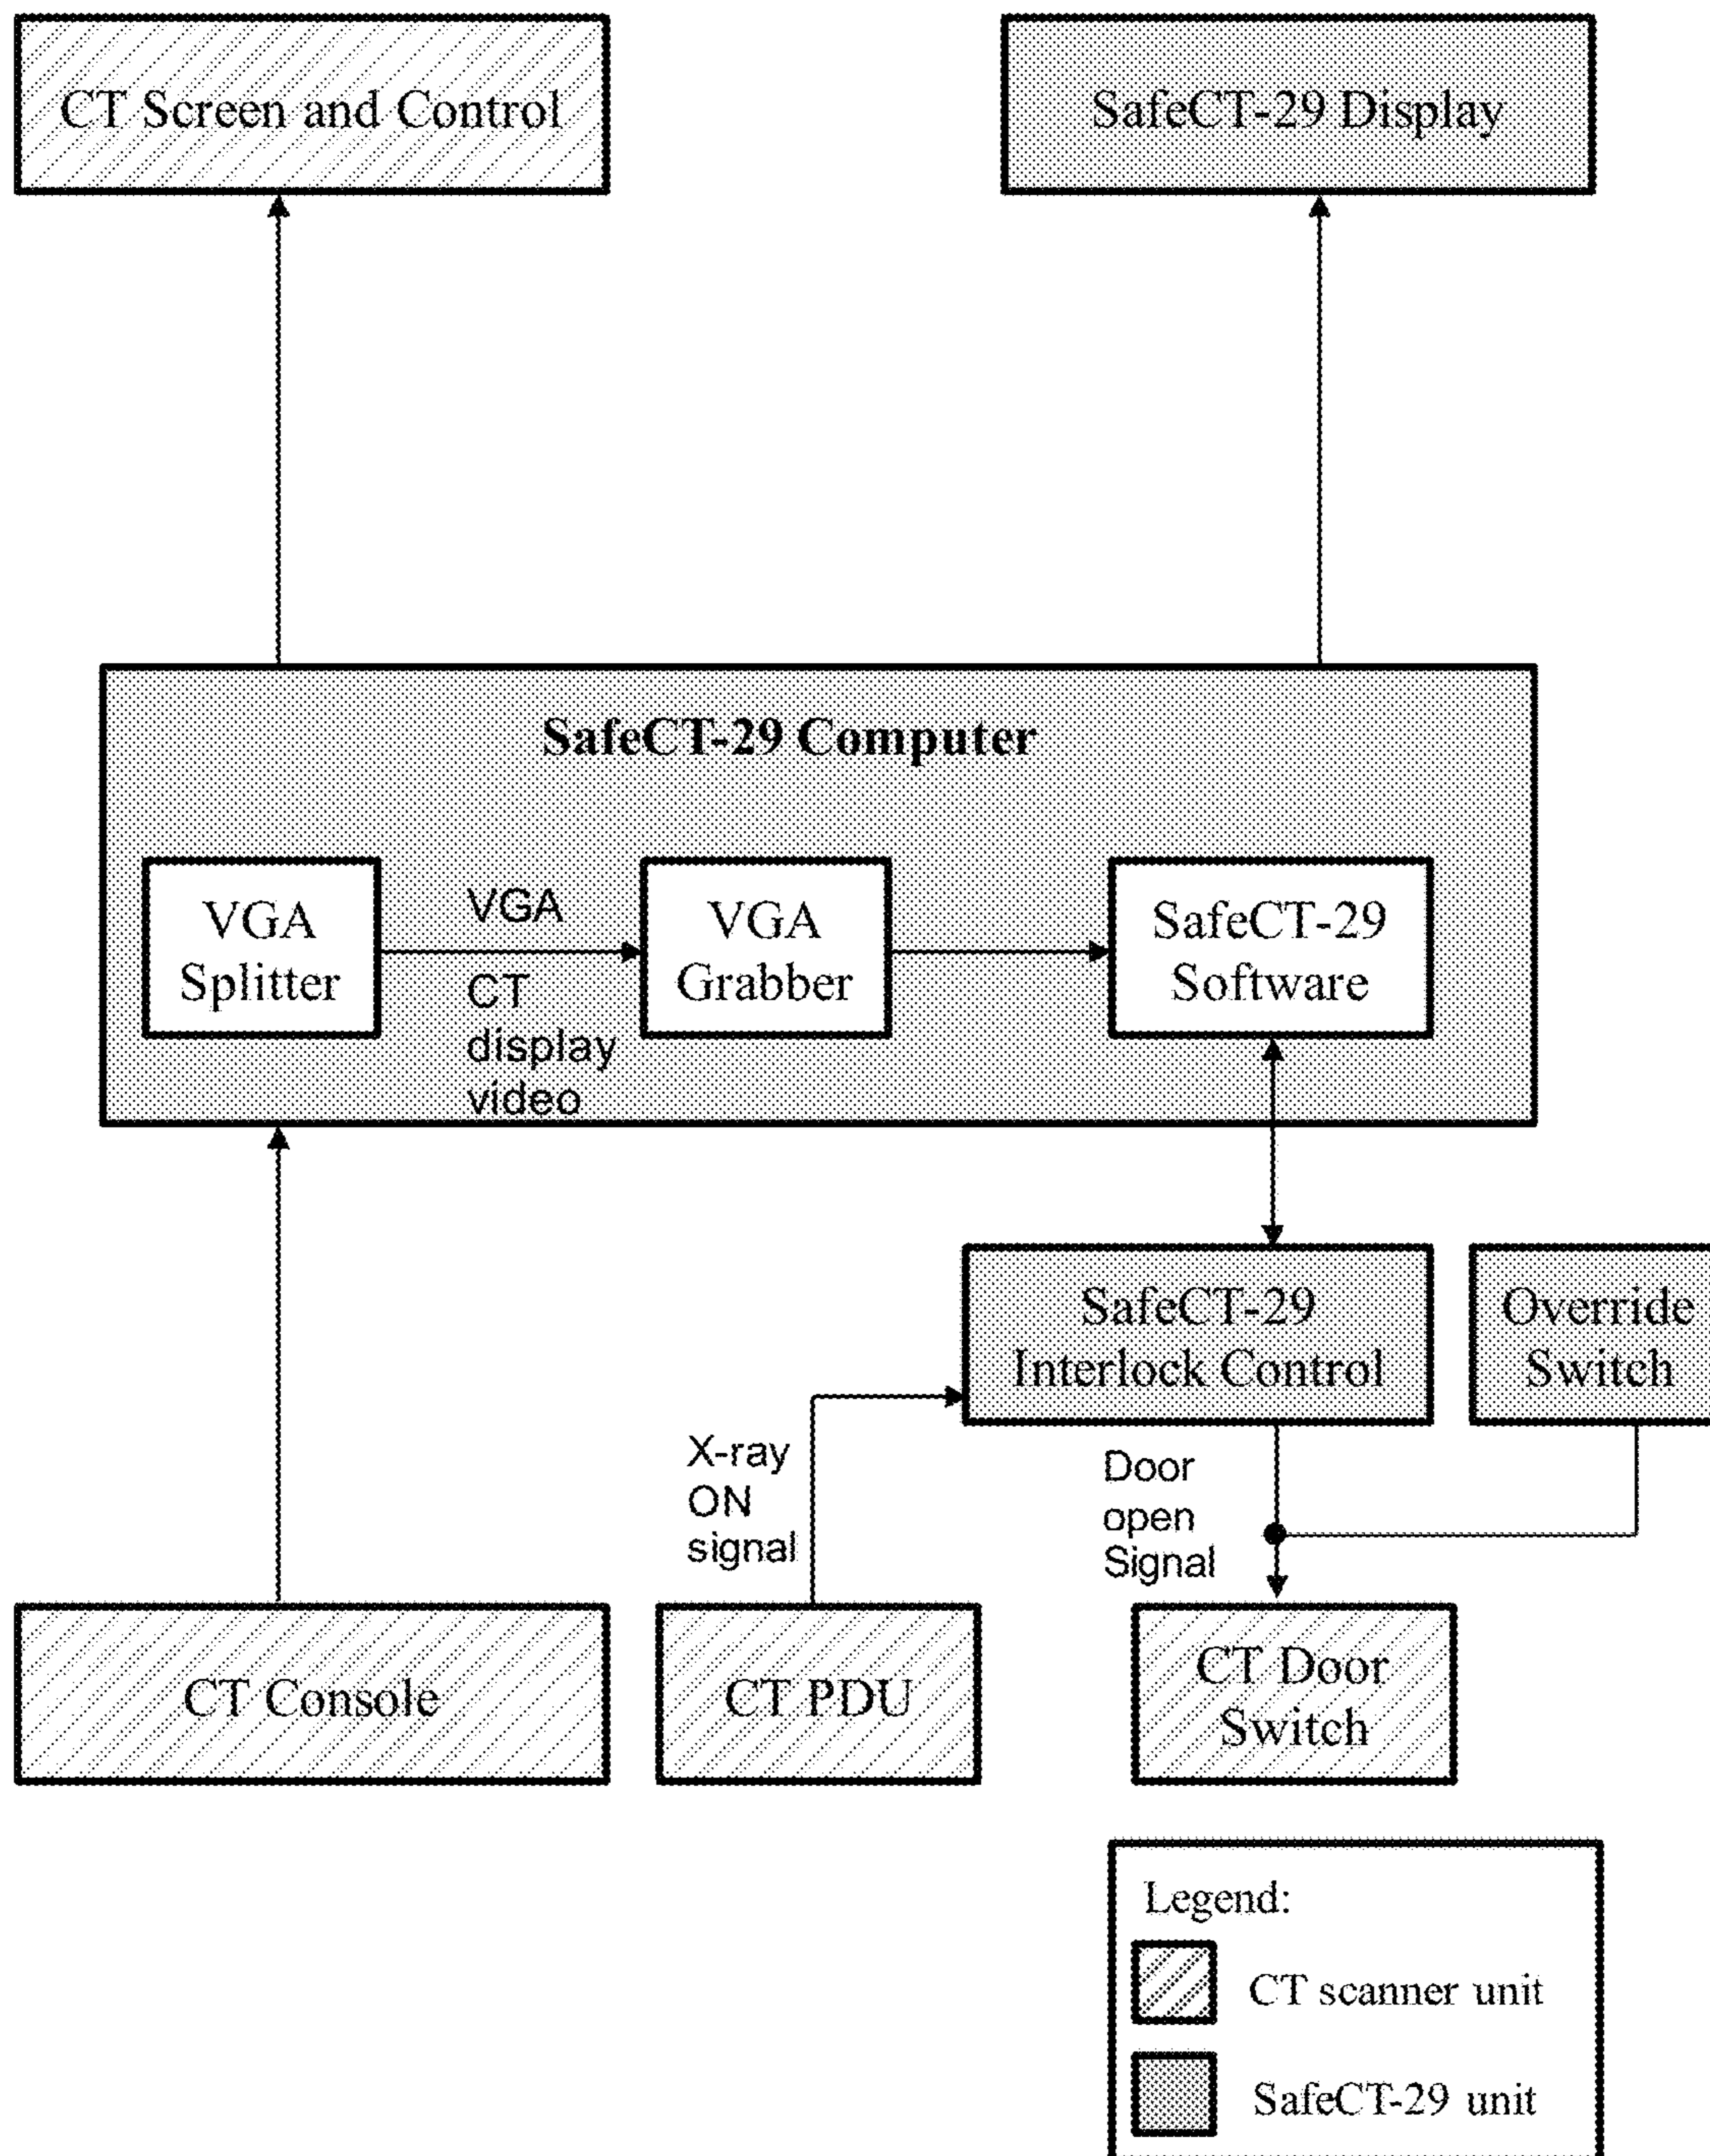 CT Screen and Control
SafeCT-29 Display
SafeCT-29 Computer
VGA
Splitter
VGA
CT
display
video
VGA
Grabber
SafeCT-29
Software
SafeCT-29
Interlock Control
Override
Switch
X-ray
ON
signal
Door
open
Signal
CT Console
CT PDU
CT Door
Switch
Legend:
CT scanner unit
SafeCT-29 unit